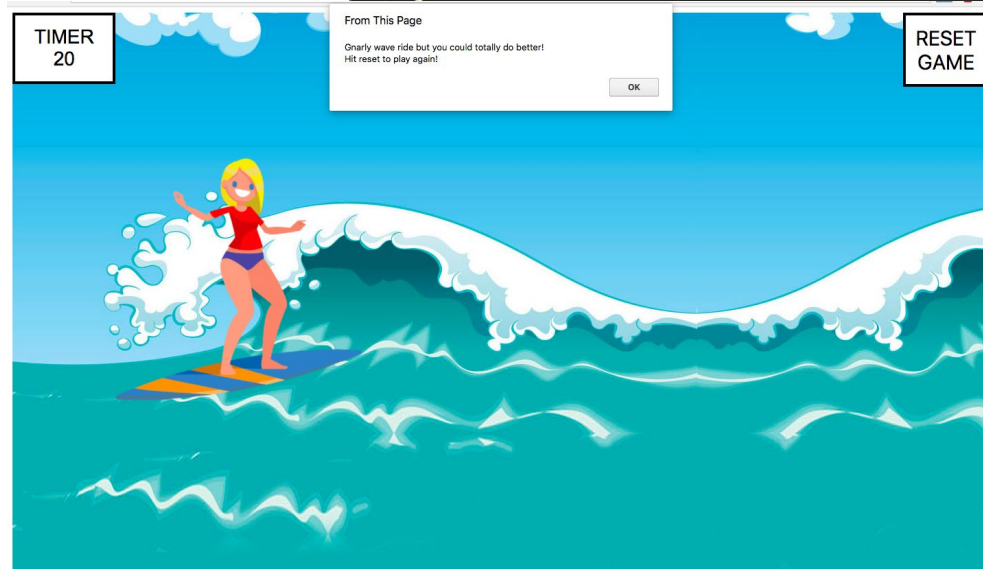 TIMER
20
From This Page
Gnarly wave ride but you could totally do better!
Hit reset to play again!
OK
RESET
GAME